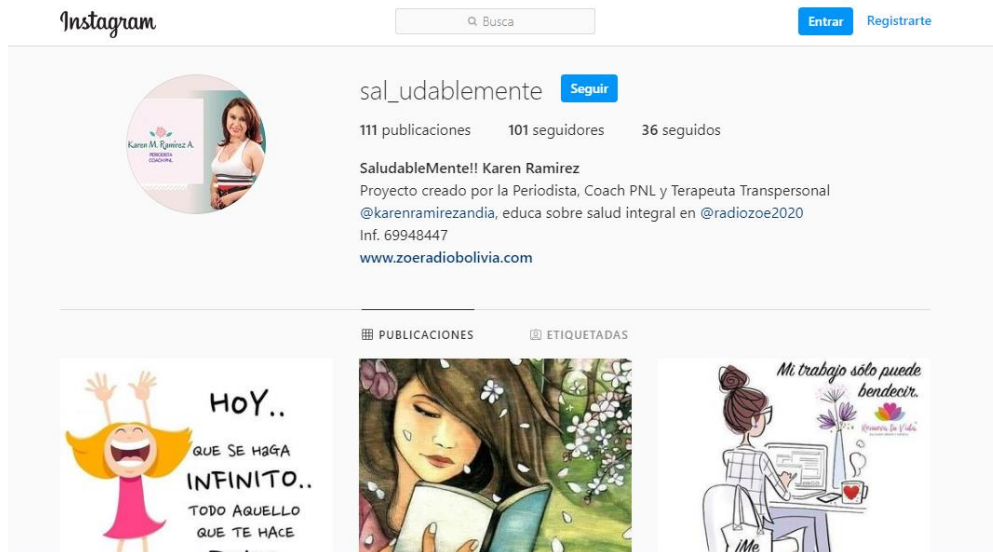 Instagram
Busca
Entrar
Registrarte
Karen M. Ramirez A.
PERIODISTA
COACH PNL
sal_udablemente
Seguir
111 publicaciones 101 seguidores 36 seguidos
SaludableMente!! Karen Ramirez
Proyecto creado por la Periodista, Coach PNL y Terapeuta Transpersonal
@karenramirezandia, educa sobre salud integral en @radiozoe2020
Inf. 69948447
www.zoeradiobolivia.com
PUBLICACIONES
ETIQUETADAS
HOY..
QUE SE HAGA
INFINITO..
TODO AQUELLO
QUE TE HACE
Mi trabajo sólo puede
bendecir.
Renueva tu Vida
¡Me